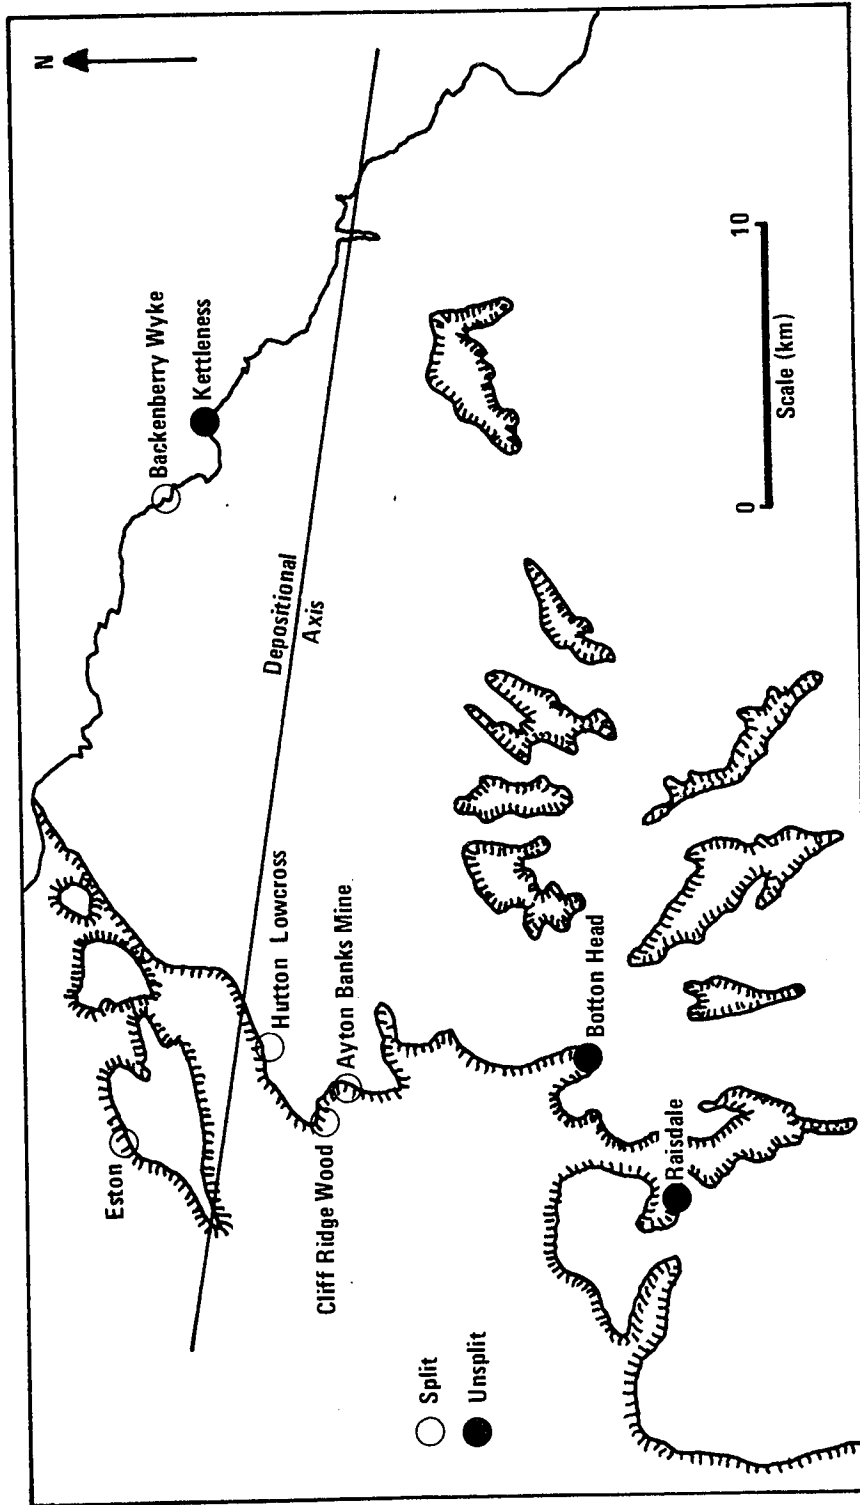 N
Backenberry Wyke
Kettleness
Depositional
Axis
Eston
Hutton Lowcross
Cliff Ridge Wood
Ayton Banks Mine
Botton Head
Raisdale
Split
Unsplit
0
10
Scale (km)